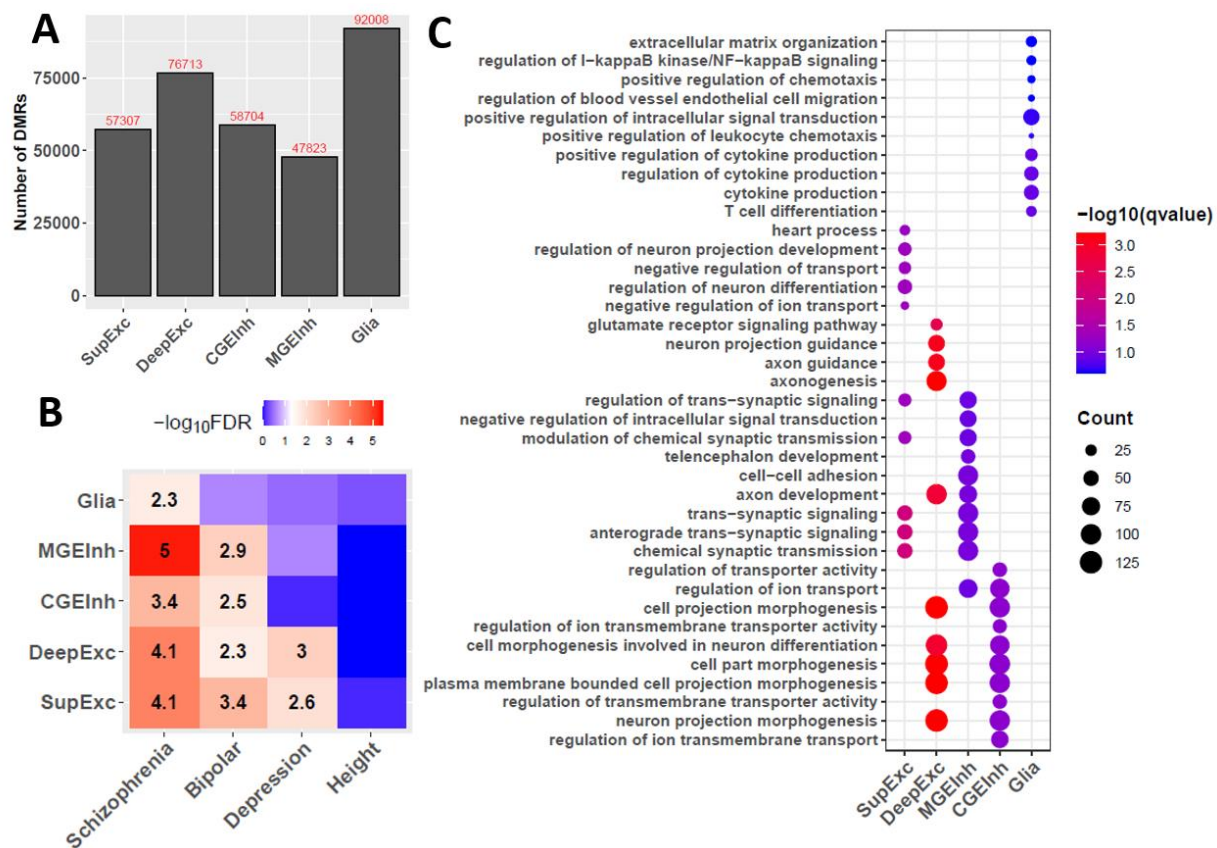 A
Number of DMRs
75000
50000
25000
0
57307
76713
58704
47823
92008
SupExc
DeepExc
CGEInh
MGEInh
Glia
B
−log10FDR
0 1 2 3 4 5
Glia
2.3
MGEInh
5 2.9
CGEInh
3.4 2.5
DeepExc
4.1 2.3 3
SupExc
4.1 3.4 2.6
Schizophrenia
Bipolar
Depression
Height
C
extracellular matrix organization
regulation of I−kappaB kinase/NF−kappaB signaling
positive regulation of chemotaxis
regulation of blood vessel endothelial cell migration
positive regulation of intracellular signal transduction
positive regulation of leukocyte chemotaxis
positive regulation of cytokine production
regulation of cytokine production
cytokine production
T cell differentiation
heart process
regulation of neuron projection development
negative regulation of transport
regulation of neuron differentiation
negative regulation of ion transport
glutamate receptor signaling pathway
neuron projection guidance
axon guidance
axonogenesis
regulation of trans−synaptic signaling
negative regulation of intracellular signal transduction
modulation of chemical synaptic transmission
telencephalon development
cell−cell adhesion
axon development
trans−synaptic signaling
anterograde trans−synaptic signaling
chemical synaptic transmission
regulation of transporter activity
regulation of ion transport
cell projection morphogenesis
regulation of ion transmembrane transporter activity
cell morphogenesis involved in neuron differentiation
cell part morphogenesis
plasma membrane bounded cell projection morphogenesis
regulation of transmembrane transporter activity
neuron projection morphogenesis
regulation of ion transmembrane transport
SupExc
DeepExc
MGEInh
CGEInh
Glia
−log10(qvalue)
3.0
2.5
2.0
1.5
1.0
Count
25
50
75
100
125